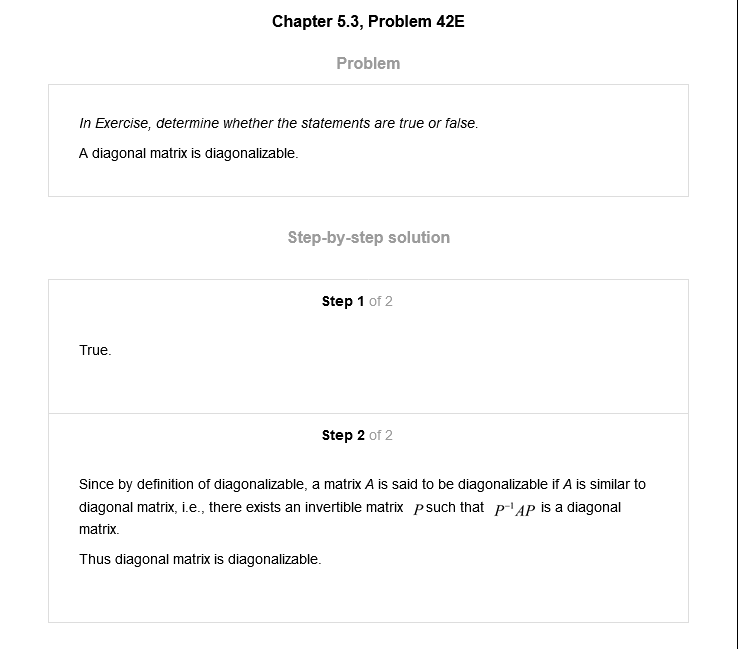 Chapter 5.3, Problem 42E
Problem
In Exercise, determine whether the statements are true or false.
A diagonal matrix is diagonalizable.
Step-by-step solution
Step 1 of 2
True.
Step 2 of 2
Since by definition of diagonalizable, a matrix A is said to be diagonalizable if A is similar to
diagonal matrix, i.e., there exists an invertible matrix P such that P⁻¹AP is a diagonal
matrix.
Thus diagonal matrix is diagonalizable.